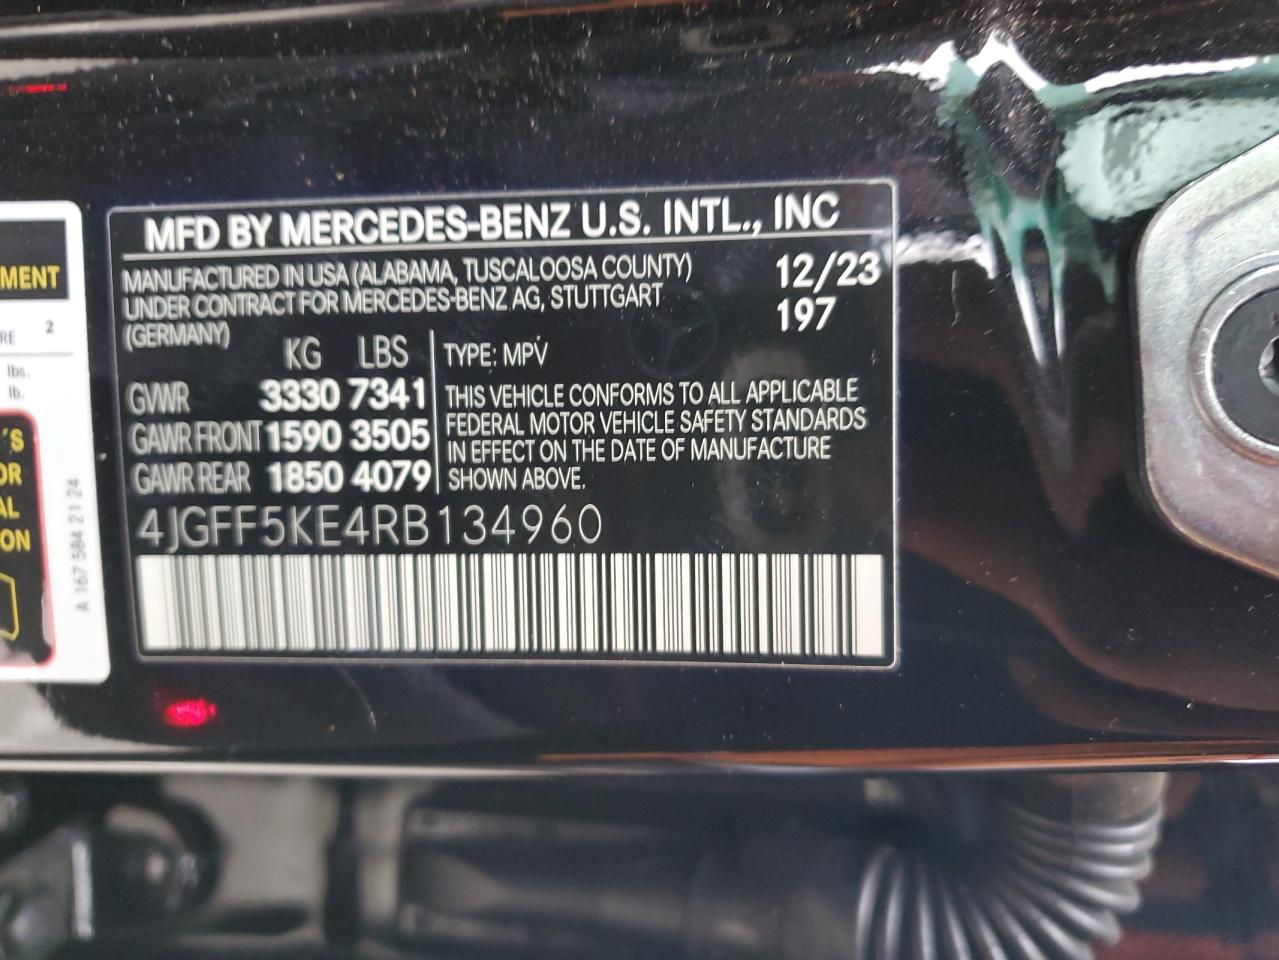 MFD BY MERCEDES-BENZ U.S. INTL., INC
MANUFACTURED IN USA (ALABAMA, TUSCALOOSA COUNTY)
UNDER CONTRACT FOR MERCEDES-BENZ AG, STUTTGART
(GERMANY)
12/23
197
KG LBS
GVWR 3330 7341
GAWR FRONT 1590 3505
GAWR REAR 1850 4079
TYPE: MPV
THIS VEHICLE CONFORMS TO ALL APPLICABLE
FEDERAL MOTOR VEHICLE SAFETY STANDARDS
IN EFFECT ON THE DATE OF MANUFACTURE
SHOWN ABOVE.
4JGFF5KE4RB134960
MENT
RE 2
lbs.
lb.
'S
OR
AL
ON
A 167 584 21 24